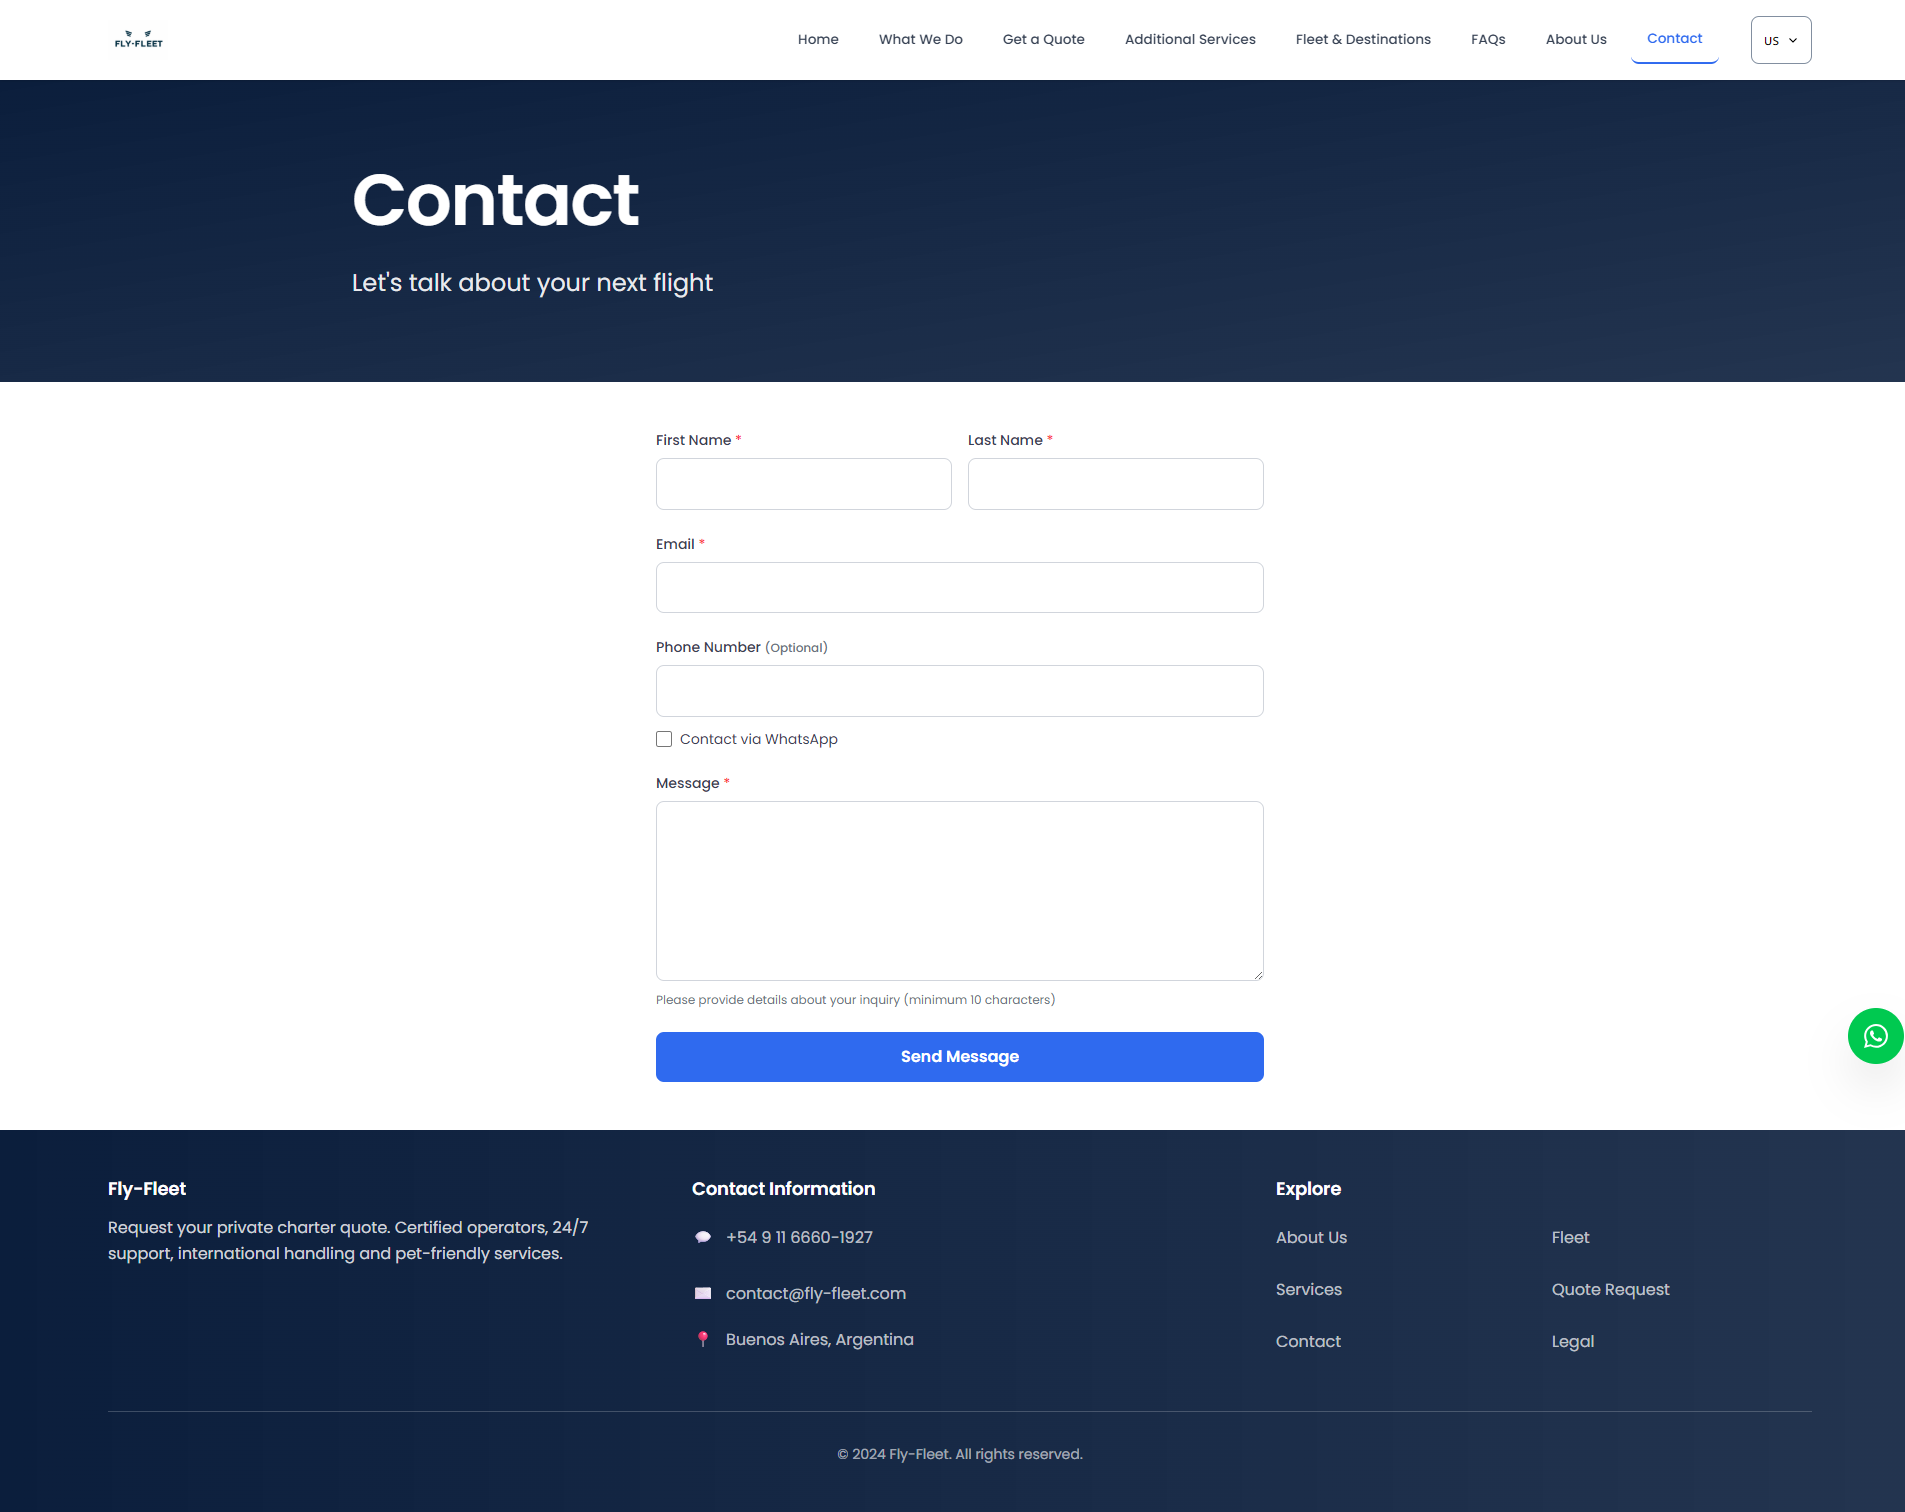 FLY-FLEET
Home What We Do Get a Quote Additional Services Fleet & Destinations FAQs About Us Contact US
Contact
Let's talk about your next flight
First Name * Last Name *
Email *
Phone Number (Optional)
Contact via WhatsApp
Message *
Please provide details about your inquiry (minimum 10 characters)
Send Message
Fly-Fleet
Request your private charter quote. Certified operators, 24/7
support, international handling and pet-friendly services.
Contact Information
+54 9 11 6660-1927
contact@fly-fleet.com
Buenos Aires, Argentina
Explore
About Us Fleet
Services Quote Request
Contact Legal
© 2024 Fly-Fleet. All rights reserved.